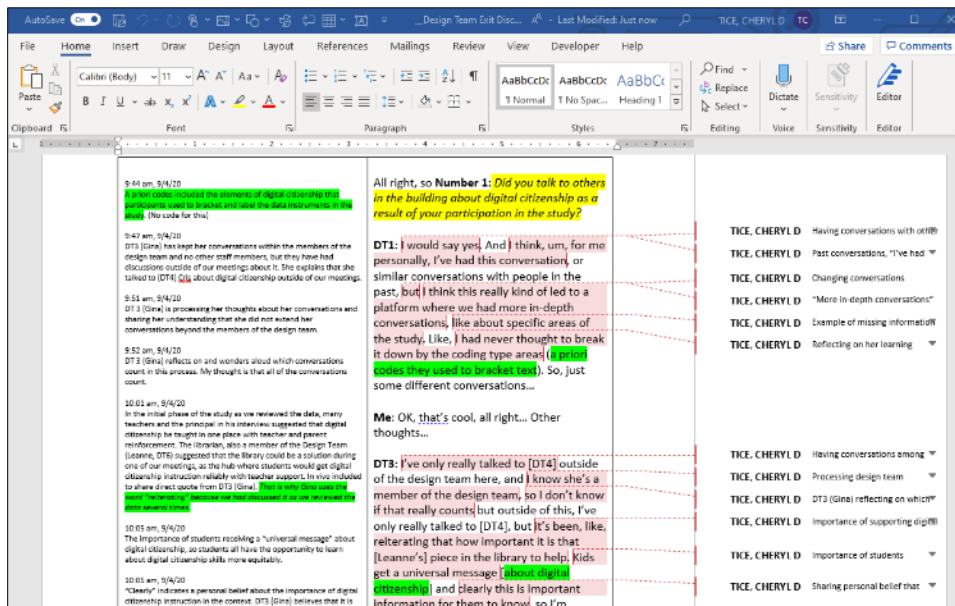 AutoSave On
_Design Team Exit Disc... - Last Modified: Just now
TICE, CHERYL D TC
File Home Insert Draw Design Layout References Mailings Review View Developer Help Share Comments
Calibri (Body) 11
AaBbCcDc AaBbCcDc AaBbCc
Paste
¶ Normal ¶ No Spac... Heading 1
Find
Replace
Select
Dictate Sensitivity Editor
Clipboard Font Paragraph Styles Editing Voice Sensitivity Editor
9:44 am, 9/4/20
A priori codes included the elements of digital citizenship that
participants used to bracket and label the data instruments in the
study. (No code for this)
9:47 am, 9/4/20
DT3 (Gina) has kept her conversations within the members of the
design team and no other staff members, but they have had
discussions outside of our meetings about it. She explains that she
talked to (DT4) Cris about digital citizenship outside of our meetings.
9:51 am, 9/4/20
DT 3 (Gina) is processing her thoughts about her conversations and
sharing her understanding that she did not extend her
conversations beyond the members of the design team.
9:52 am, 9/4/20
DT 3 (Gina) reflects on and wonders aloud which conversations
count in this process. My thought is that all of the conversations
count.
10:01 am, 9/4/20
In the initial phase of the study as we reviewed the data, many
teachers and the principal in his interview suggested that digital
citizenship be taught in one place with teacher and parent
reinforcement. The librarian, also a member of the Design Team
(Leanne, DT6) suggested that the library could be a solution during
one of our meetings, as the hub where students would get digital
citizenship instruction reliably with teacher support. In vivo included
to share direct quote from DT3 (Gina). That is why Gina uses the
word "reiterating" because we had discussed it as we reviewed the
data several times.
10:05 am, 9/4/20
The importance of students receiving a "universal message" about
digital citizenship, so students all have the opportunity to learn
about digital citizenship skills more equitably.
10:05 am, 9/4/20
"Clearly" indicates a personal belief about the importance of digital
citizenship instruction in the context. DT3 (Gina) believes that it is
All right, so Number 1: Did you talk to others
in the building about digital citizenship as a
result of your participation in the study?
DT1: I would say yes. And I think, um, for me
personally, I've had this conversation, or
similar conversations with people in the
past, but I think this really kind of led to a
platform where we had more in-depth
conversations, like about specific areas of
the study. Like, I had never thought to break
it down by the coding type areas (a priori
codes they used to bracket text). So, just
some different conversations...
Me: OK, that's cool, all right... Other
thoughts...
DT3: I've only really talked to [DT4] outside
of the design team here, and I know she's a
member of the design team, so I don't know
if that really counts but outside of this, I've
only really talked to [DT4], but it's been, like,
reiterating that how important it is that
[Leanne's] piece in the library to help. Kids
get a universal message [about digital
citizenship] and clearly this is important
information for them to know, so I'm
TICE, CHERYL D Having conversations with
TICE, CHERYL D Past conversations, "I've had
TICE, CHERYL D Changing conversations
TICE, CHERYL D "More in-depth conversations"
TICE, CHERYL D Example of missing
TICE, CHERYL D Reflecting on her learning
TICE, CHERYL D Having conversations among
TICE, CHERYL D Processing design team
TICE, CHERYL D DT3 (Gina) reflecting on which
TICE, CHERYL D Importance of supporting
TICE, CHERYL D Importance of students
TICE, CHERYL D Sharing personal belief that